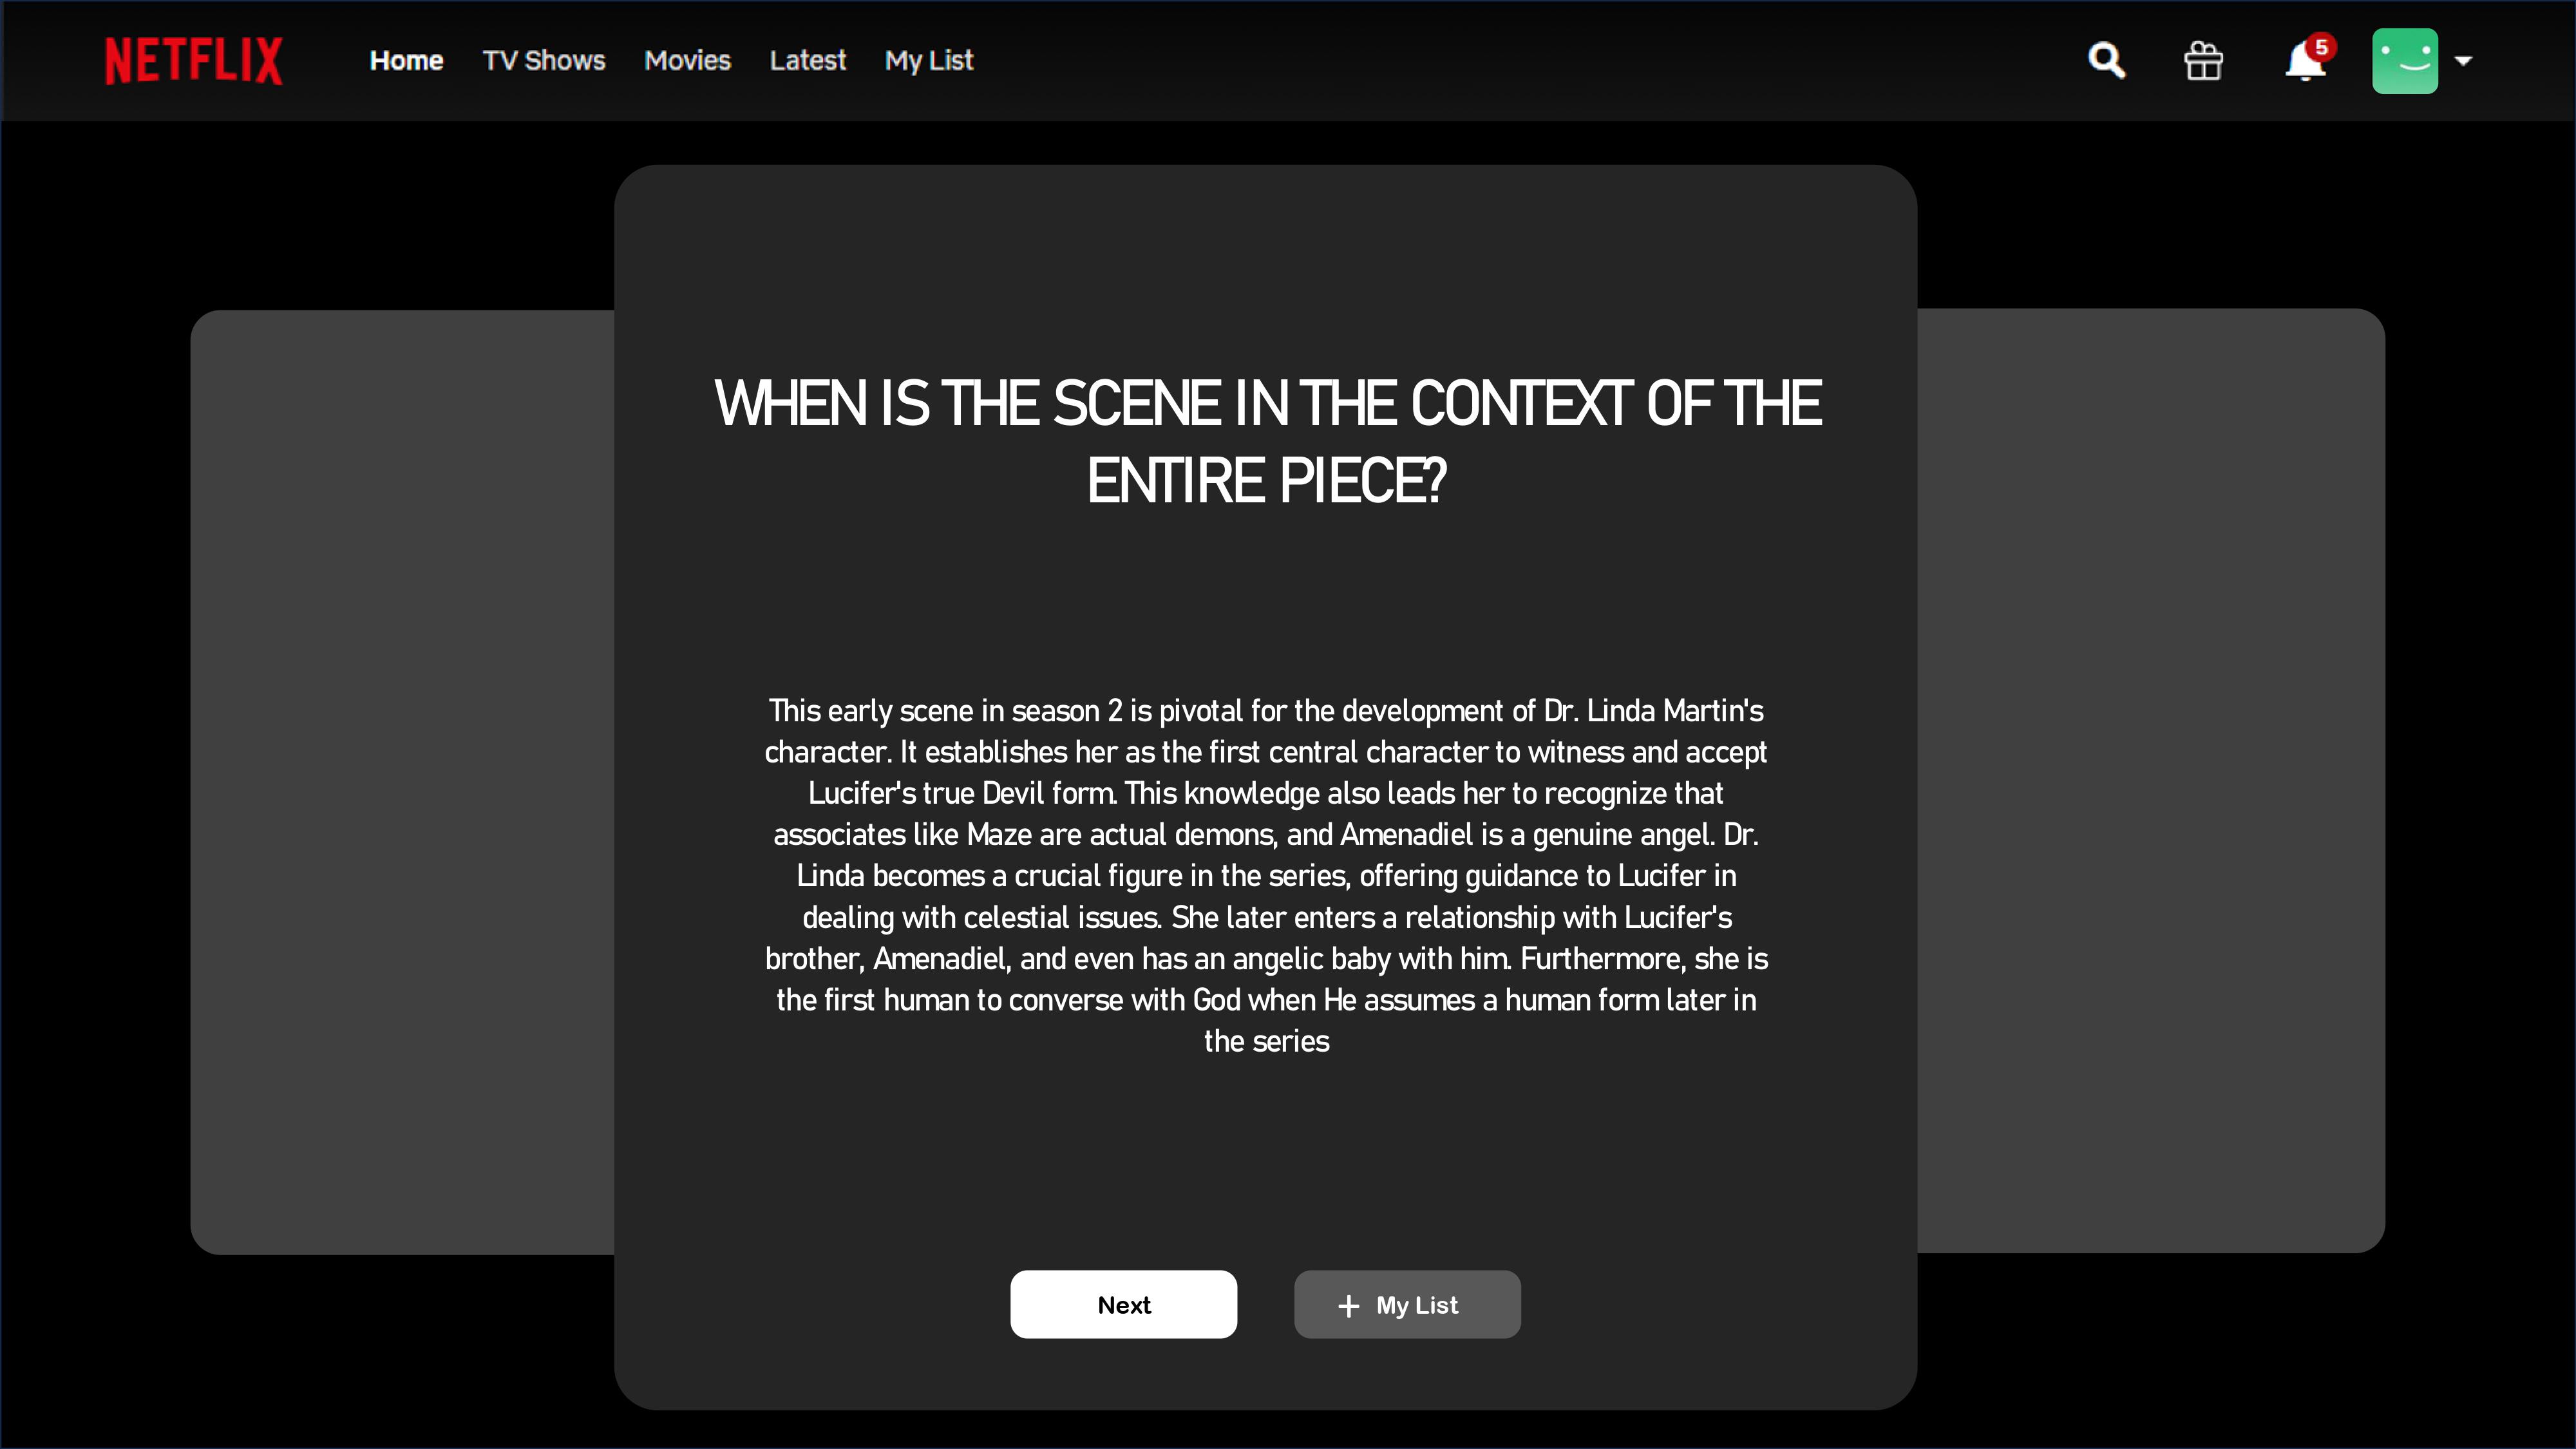 NETFLIX Home TV Shows Movies Latest My List 5
WHEN IS THE SCENE IN THE CONTEXT OF THE
ENTIRE PIECE?
This early scene in season 2 is pivotal for the development of Dr. Linda Martin's
character. It establishes her as the first central character to witness and accept
Lucifer's true Devil form. This knowledge also leads her to recognize that
associates like Maze are actual demons, and Amenadiel is a genuine angel. Dr.
Linda becomes a crucial figure in the series, offering guidance to Lucifer in
dealing with celestial issues. She later enters a relationship with Lucifer's
brother, Amenadiel, and even has an angelic baby with him. Furthermore, she is
the first human to converse with God when He assumes a human form later in
the series
Next + My List